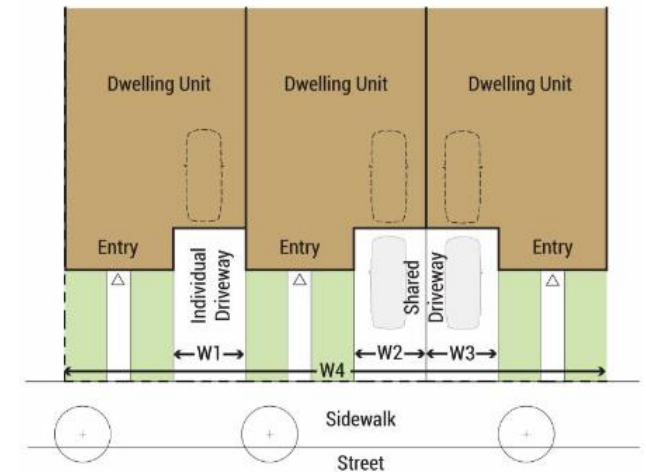 Dwelling Unit
Dwelling Unit
Dwelling Unit
Entry
Individual
Driveway
Entry
Shared
Driveway
Entry
W1
W2
W3
W4
Sidewalk
Street